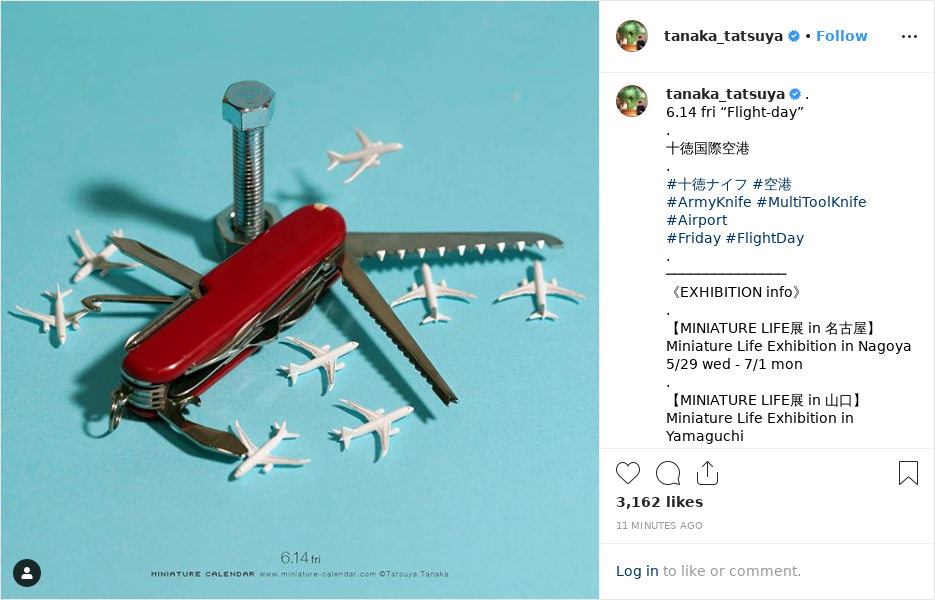 tanaka_tatsuya • Follow
tanaka_tatsuya .
6.14 fri “Flight-day”
.
十徳国際空港
.
#十徳ナイフ #空港
#ArmyKnife #MultiToolKnife
#Airport
#Friday #FlightDay
.
───────────────
《EXHIBITION info》
.
【MINIATURE LIFE展 in 名古屋】
Miniature Life Exhibition in Nagoya
5/29 wed - 7/1 mon
.
【MINIATURE LIFE展 in 山口】
Miniature Life Exhibition in
Yamaguchi
3,162 likes
11 MINUTES AGO
Log in to like or comment.
6.14 fri
MINIATURE CALENDAR www.miniature-calendar.com ©Tatsuya Tanaka